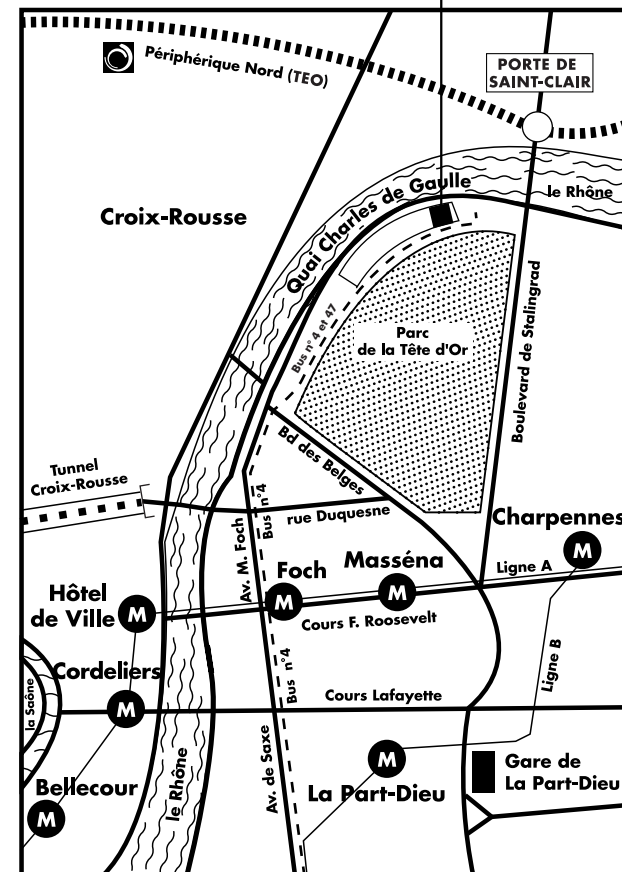 Périphérique Nord (TEO)
PORTE DE
SAINT-CLAIR
Croix-Rousse
Quai Charles de Gaulle
le Rhône
Bus n° 4 et 47
Parc
de la Tête d'Or
Boulevard de Stalingrad
Tunnel
Croix-Rousse
Bd des Belges
Bus n°4
rue Duquesne
Charpennes
M
Av. M. Foch
Foch
M
Masséna
M
Ligne A
Hôtel
de Ville
M
Cours F. Roosevelt
Cordeliers
M
la Saône
Bus n°4
Cours Lafayette
Ligne B
Bellecour
M
le Rhône
Av. de Saxe
M
La Part-Dieu
Gare de
La Part-Dieu